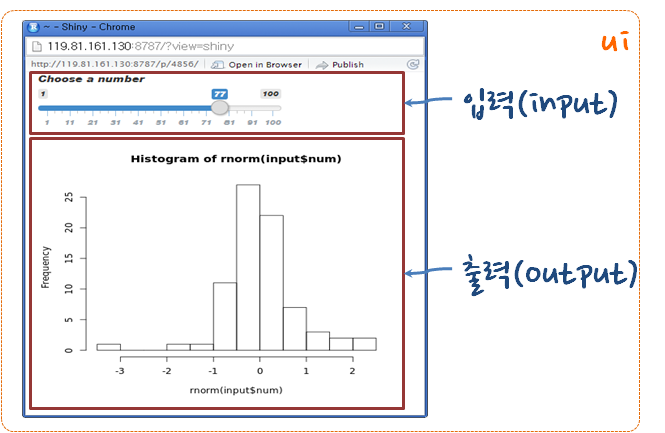 ~ - Shiny - Chrome
119.81.161.130:8787/?view=shiny
http://119.81.161.130:8787/p/4856/ Open in Browser Publish
ui
Choose a number
1 77 100
1 11 21 31 41 51 61 71 81 91 100
입력(input)
Histogram of rnorm(input$num)
Frequency
25
20
15
10
5
0
-3 -2 -1 0 1 2
rnorm(input$num)
출력(output)